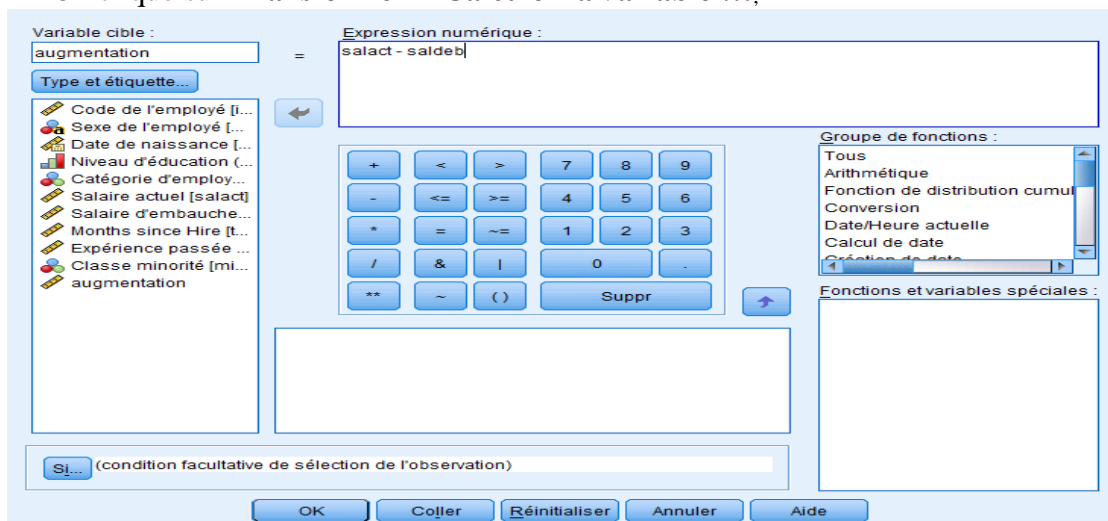 Variable cible :
augmentation
=
Expression numérique :
salact - saldeb
Type et étiquette...
Code de l'employé [i...
Sexe de l'employé [...
Date de naissance [...
Niveau d'éducation (...
Catégorie d'employ...
Salaire actuel [salact]
Salaire d'embauche...
Months since Hire [t...
Expérience passée ...
Classe minorité [mi...
augmentation
+ < > 7 8 9
- <= >= 4 5 6
* = ~= 1 2 3
/ & | 0 .
** ~ ( ) Suppr
Groupe de fonctions :
Tous
Arithmétique
Fonction de distribution cumul
Conversion
Date/Heure actuelle
Calcul de date
Création de date
Fonctions et variables spéciales :
Si... (condition facultative de sélection de l'observation)
OK Coller Réinitialiser Annuler Aide